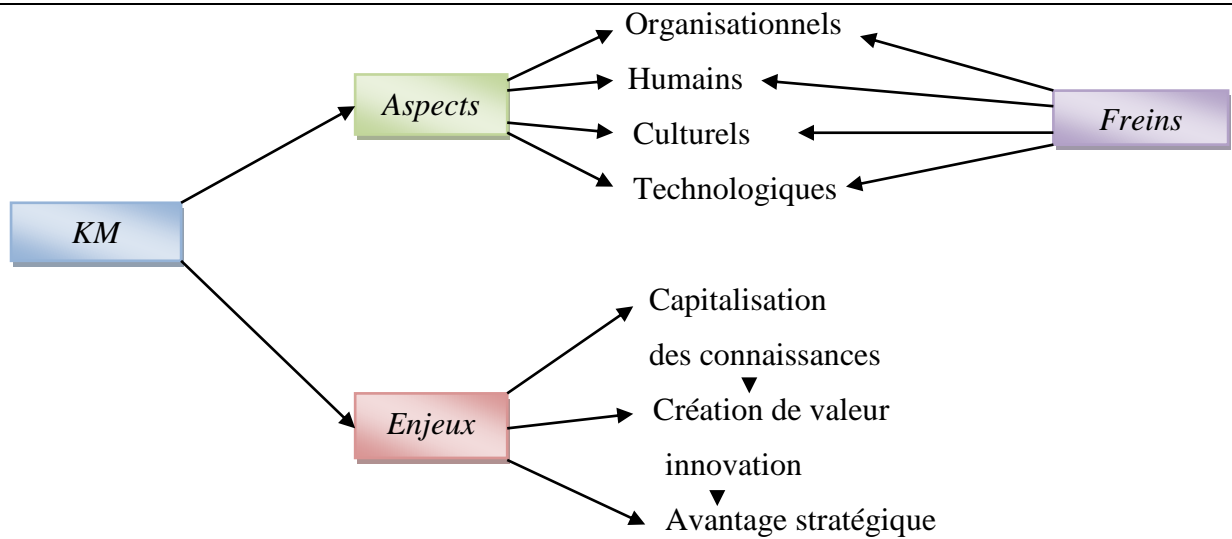 Organisationnels
Humains
Aspects
Freins
Culturels
Technologiques
KM
Capitalisation
des connaissances
Création de valeur
Enjeux
innovation
Avantage stratégique